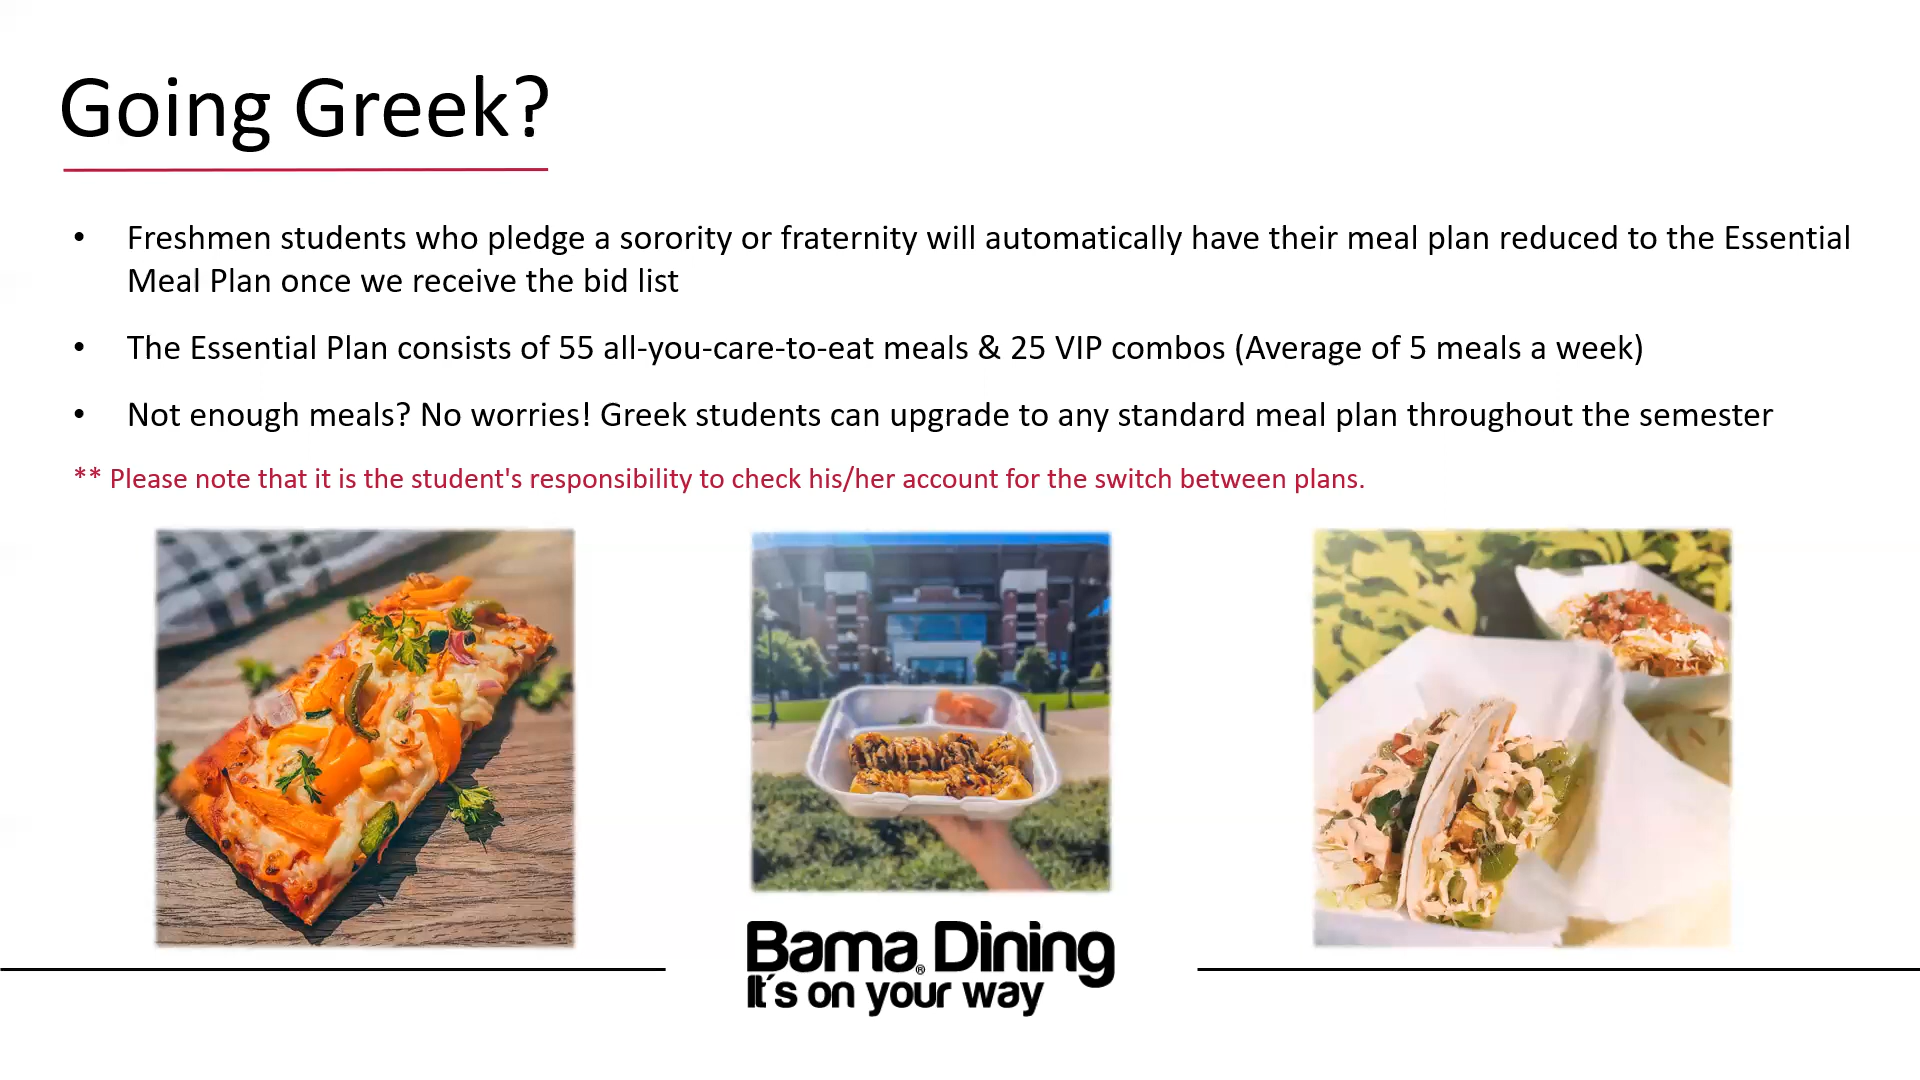 Going Greek?
• Freshmen students who pledge a sorority or fraternity will automatically have their meal plan reduced to the Essential
Meal Plan once we receive the bid list
• The Essential Plan consists of 55 all-you-care-to-eat meals & 25 VIP combos (Average of 5 meals a week)
• Not enough meals? No worries! Greek students can upgrade to any standard meal plan throughout the semester
** Please note that it is the student's responsibility to check his/her account for the switch between plans.
Bama® Dining
It's on your way